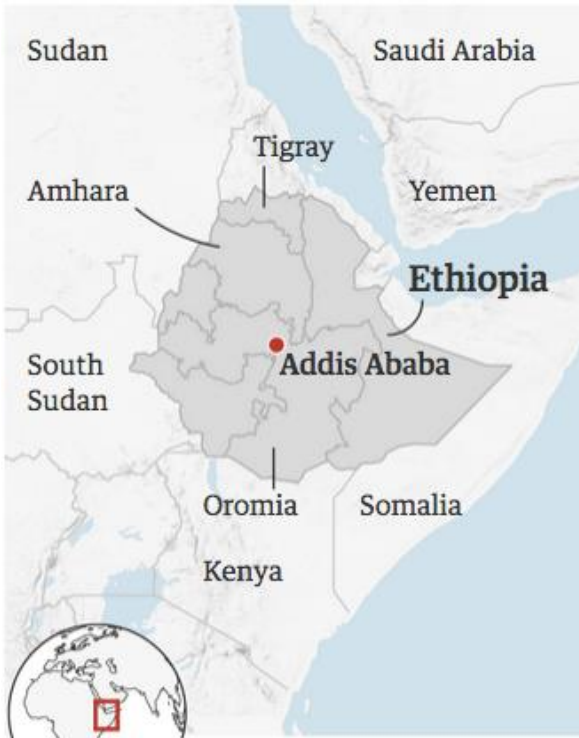 Sudan
Saudi Arabia
Tigray
Amhara
Yemen
Ethiopia
Addis Ababa
South
Sudan
Oromia
Somalia
Kenya